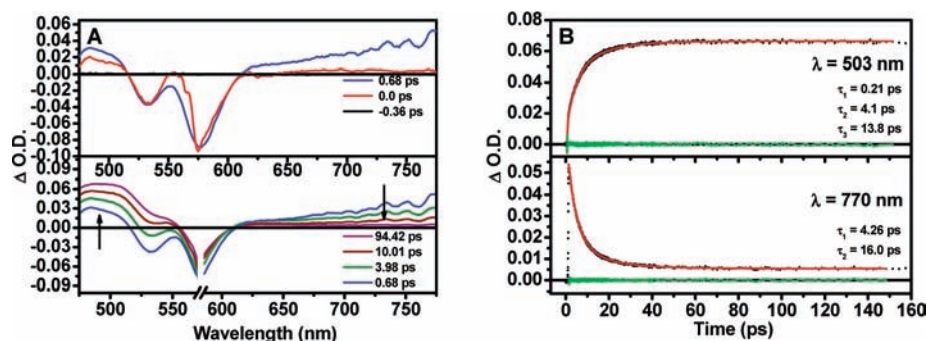 A
0.06
0.04
0.02
0.00
-0.02
-0.04
-0.06
-0.08
-0.10
0.68 ps
0.0 ps
-0.36 ps
500 550 600 650 700 750
Δ O.D.
0.09
0.06
0.03
0.00
-0.03
-0.06
-0.09
94.42 ps
10.01 ps
3.98 ps
0.68 ps
500 550 600 650 700 750
Wavelength (nm)
B
0.08
0.06
0.04
0.02
0.00
λ = 503 nm
τ1 = 0.21 ps
τ2 = 4.1 ps
τ3 = 13.8 ps
Δ O.D.
0.05
0.04
0.03
0.02
0.01
0.00
λ = 770 nm
τ1 = 4.26 ps
τ2 = 16.0 ps
0 20 40 60 80 100 120 140 160
Time (ps)